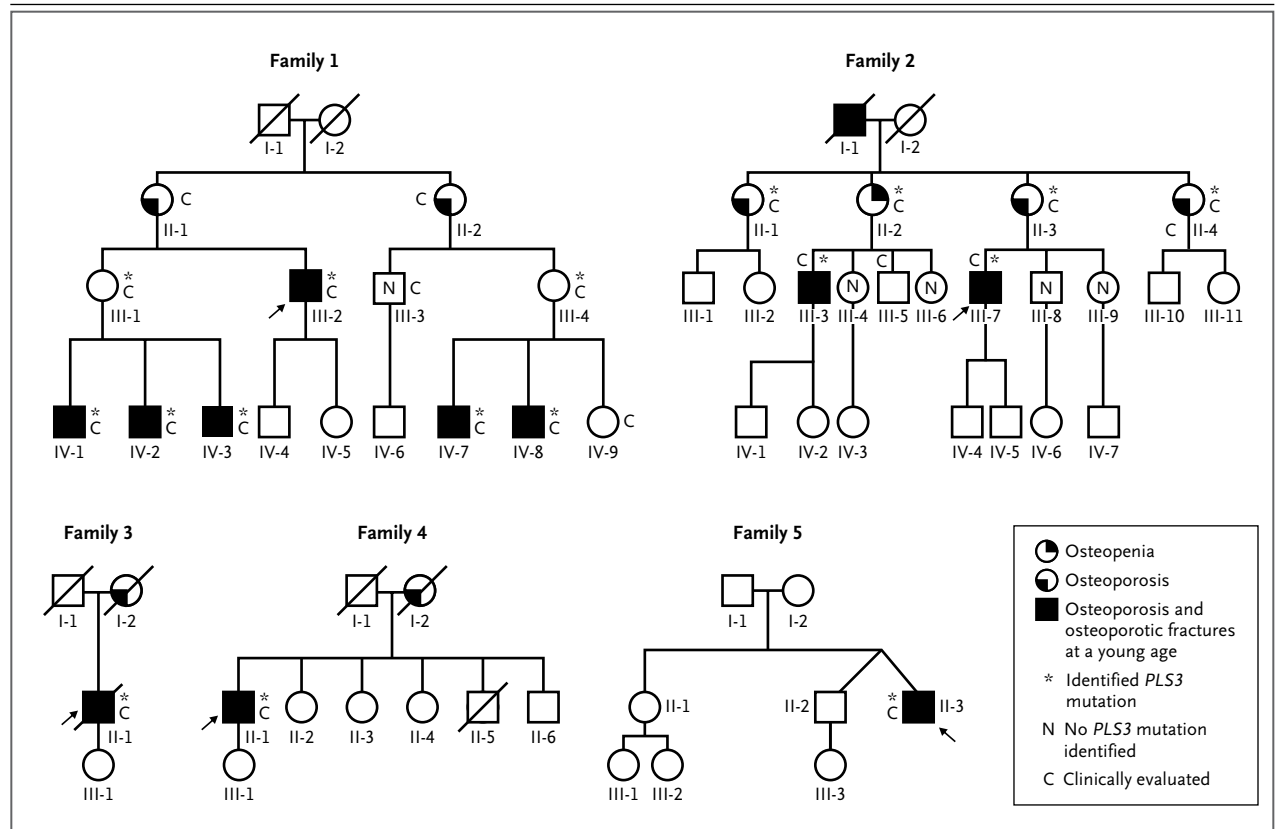 Family 1
Family 2
I-1 I-2
I-1 I-2
C C
* * * *
C C C C
II-1 II-2
II-1 II-2 II-3 C II-4
* * N C *
C C C
III-1 III-2 III-3 III-4
C * N C N C * N N
III-1 III-2 III-3 III-4 III-5 III-6 III-7 III-8 III-9 III-10 III-11
* * * * *
C C C C C C
IV-1 IV-2 IV-3 IV-4 IV-5 IV-6 IV-7 IV-8 IV-9
IV-1 IV-2 IV-3 IV-4 IV-5 IV-6 IV-7
Family 3
I-1 I-2
*
C
II-1
III-1
Family 4
I-1 I-2
*
C
II-1 II-2 II-3 II-4 II-5 II-6
III-1
Family 5
I-1 I-2
II-1 II-2 * II-3
C
III-1 III-2 III-3
Osteopenia
Osteoporosis
Osteoporosis and
osteoporotic fractures
at a young age
* Identified PLS3
mutation
N No PLS3 mutation
identified
C Clinically evaluated